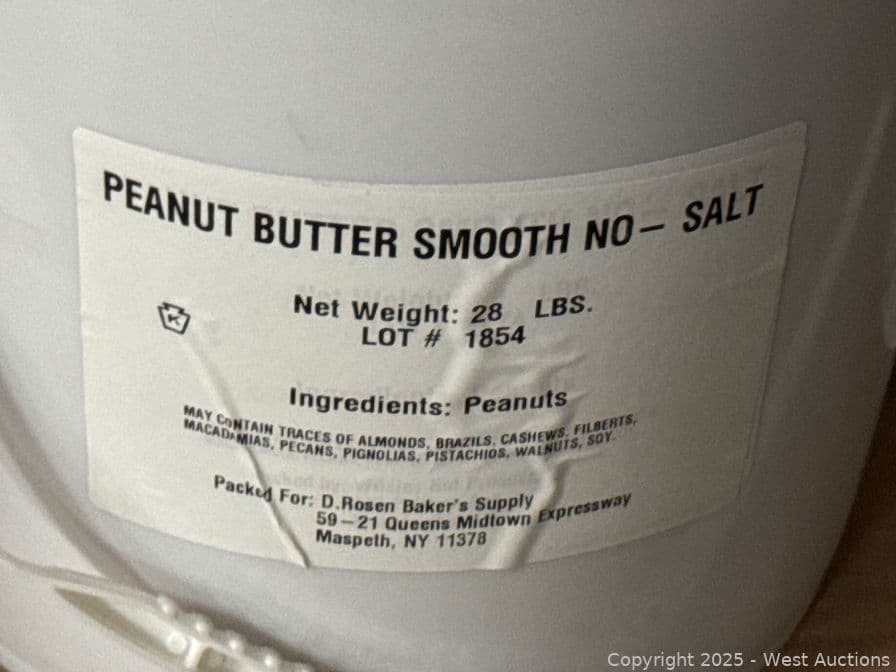 PEANUT BUTTER SMOOTH NO- SALT
Net Weight: 28 LBS.
LOT # 1854
K
Ingredients: Peanuts
MAY CONTAIN TRACES OF ALMONDS, BRAZILS, CASHEWS, FILBERTS,
MACADAMIAS, PECANS, PIGNOLIAS, PISTACHIOS, WALNUTS, SOY.
Packed For: D.Rosen Baker's Supply
59-21 Queens Midtown Expressway
Maspeth, NY 11378
Copyright 2025 - West Auctions